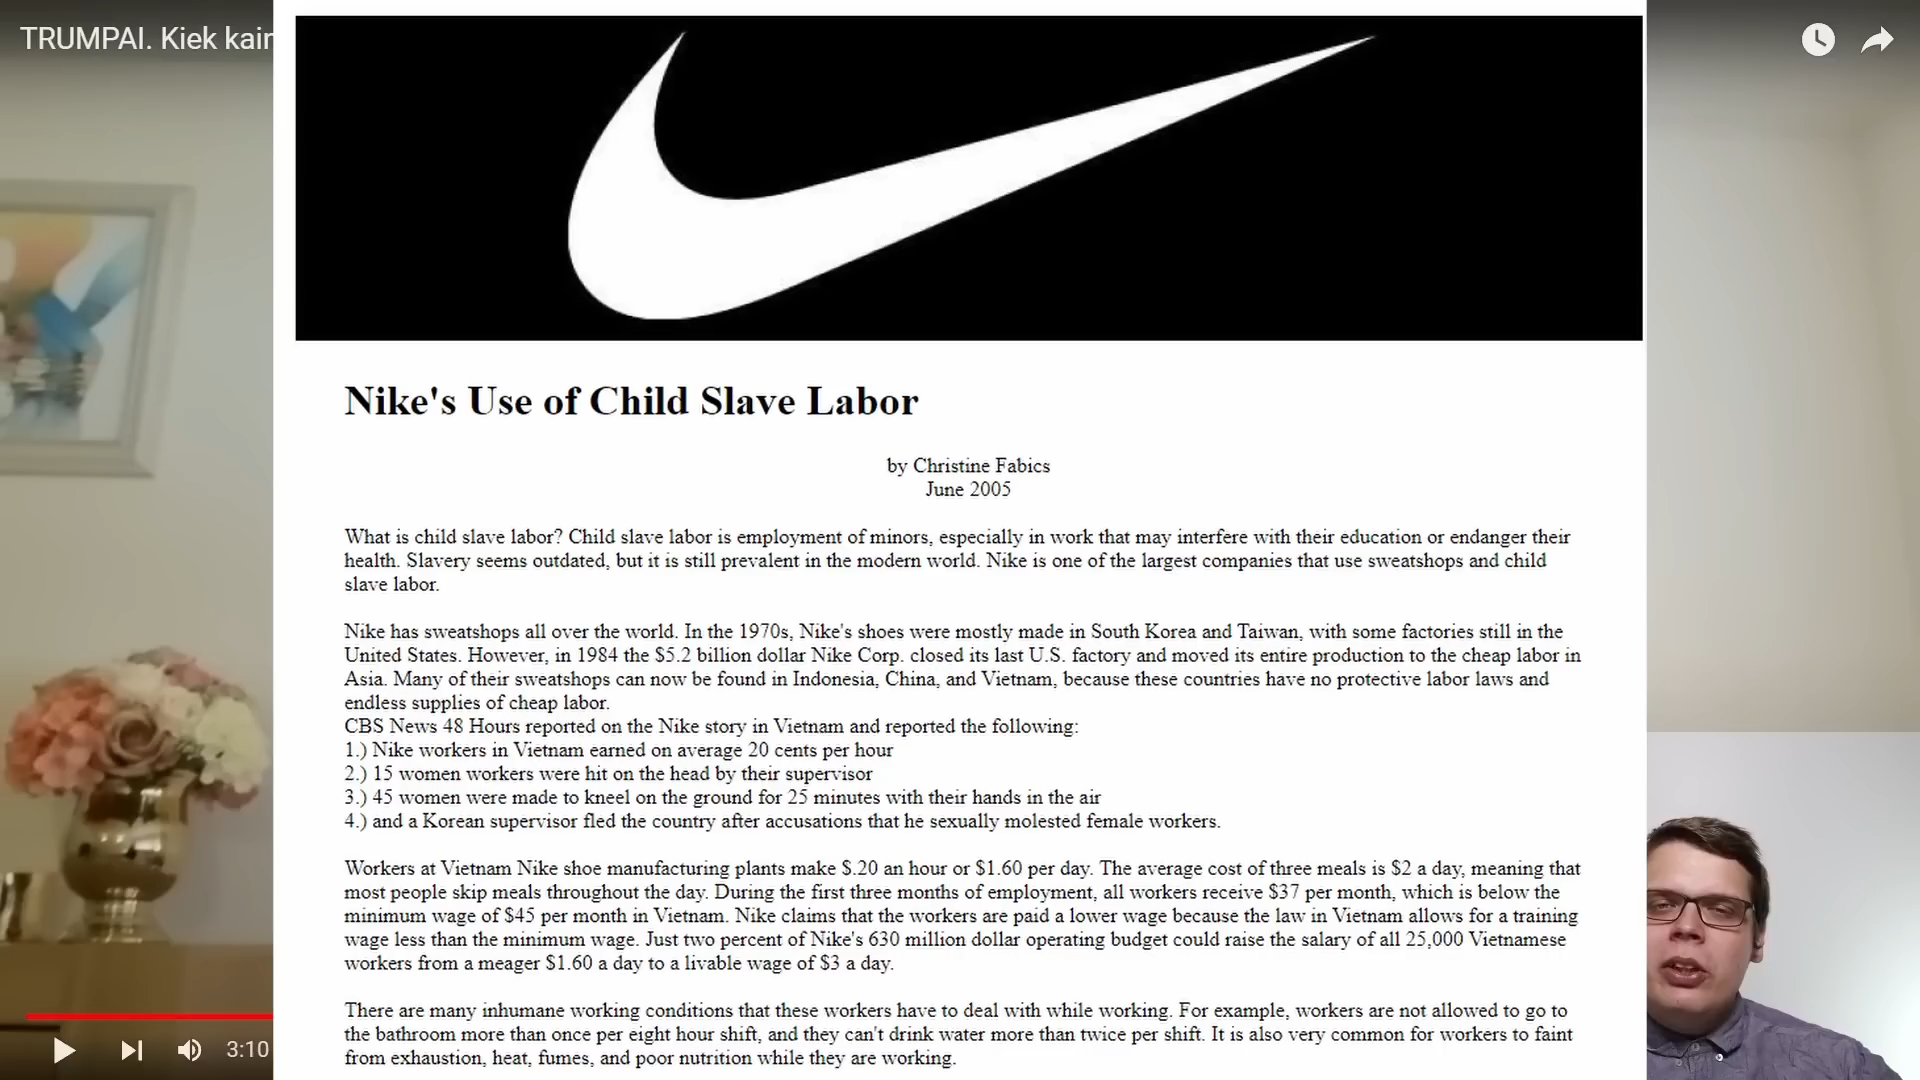 TRUMPAI. Kiek kain
Nike's Use of Child Slave Labor
by Christine Fabics
June 2005
What is child slave labor? Child slave labor is employment of minors, especially in work that may interfere with their education or endanger their
health. Slavery seems outdated, but it is still prevalent in the modern world. Nike is one of the largest companies that use sweatshops and child
slave labor.
Nike has sweatshops all over the world. In the 1970s, Nike's shoes were mostly made in South Korea and Taiwan, with some factories still in the
United States. However, in 1984 the $5.2 billion dollar Nike Corp. closed its last U.S. factory and moved its entire production to the cheap labor in
Asia. Many of their sweatshops can now be found in Indonesia, China, and Vietnam, because these countries have no protective labor laws and
endless supplies of cheap labor.
CBS News 48 Hours reported on the Nike story in Vietnam and reported the following:
1.) Nike workers in Vietnam earned on average 20 cents per hour
2.) 15 women workers were hit on the head by their supervisor
3.) 45 women were made to kneel on the ground for 25 minutes with their hands in the air
4.) and a Korean supervisor fled the country after accusations that he sexually molested female workers.
Workers at Vietnam Nike shoe manufacturing plants make $.20 an hour or $1.60 per day. The average cost of three meals is $2 a day, meaning that
most people skip meals throughout the day. During the first three months of employment, all workers receive $37 per month, which is below the
minimum wage of $45 per month in Vietnam. Nike claims that the workers are paid a lower wage because the law in Vietnam allows for a training
wage less than the minimum wage. Just two percent of Nike's 630 million dollar operating budget could raise the salary of all 25,000 Vietnamese
workers from a meager $1.60 a day to a livable wage of $3 a day.
There are many inhumane working conditions that these workers have to deal with while working. For example, workers are not allowed to go to
the bathroom more than once per eight hour shift, and they can't drink water more than twice per shift. It is also very common for workers to faint
from exhaustion, heat, fumes, and poor nutrition while they are working.
3:10